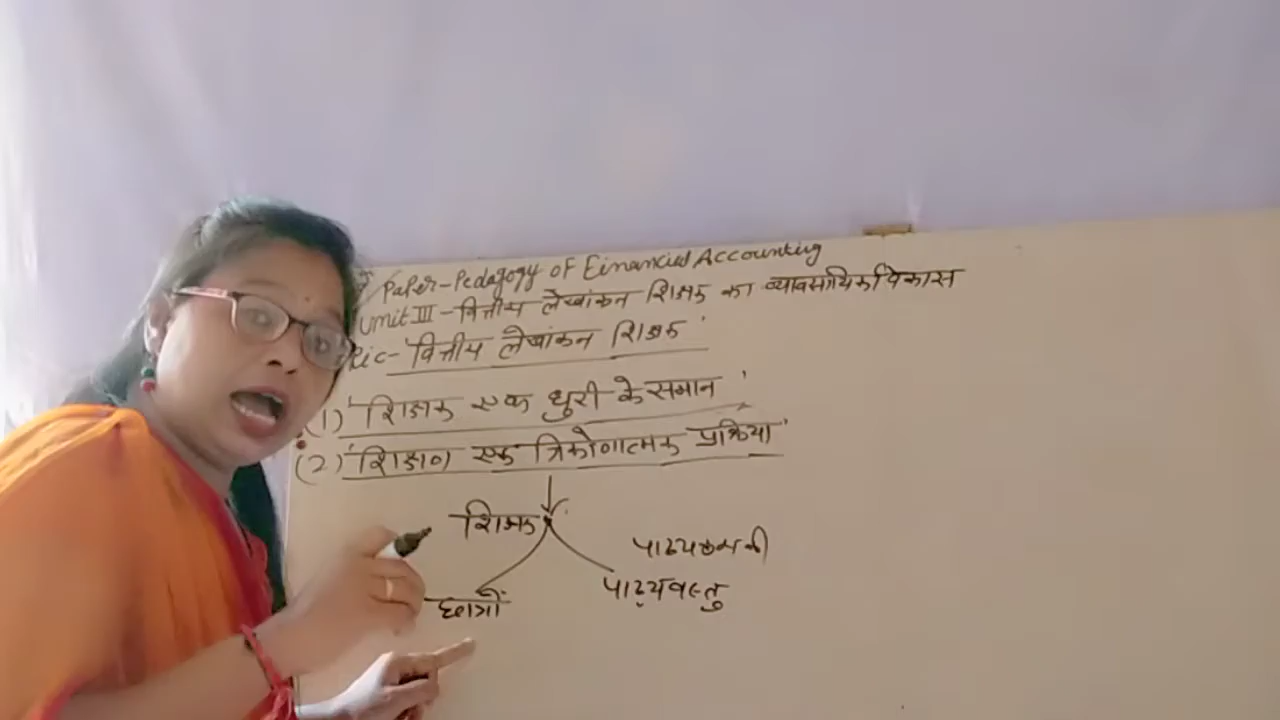 Paper-Pedagogy of Financial Accounting
Unit III - वित्तीय लेखांकन शिक्षक का व्यावसायिक विकास
pic- 'वित्तीय लेखांकन शिक्षक'
(1) 'शिक्षक एक धुरी के समान'
(2) 'शिक्षण एक त्रिकोणात्मक प्रक्रिया'
शिक्षक
पाठ्यक्रम की
छात्रों पाठ्यवस्तु